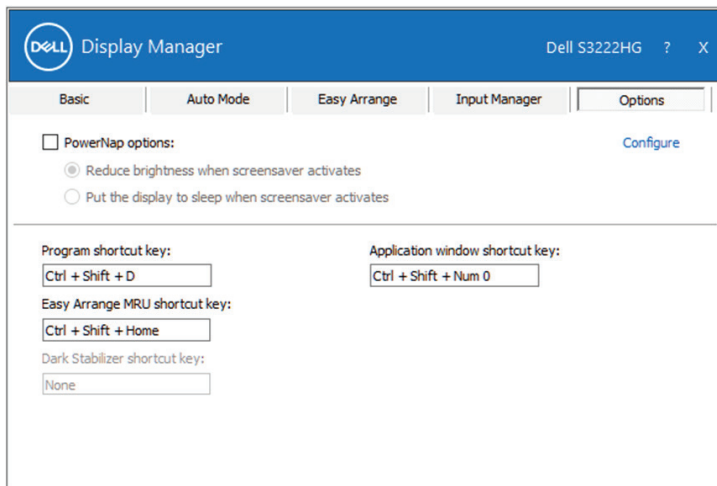 DELL Display Manager Dell S3222HG ? X
Basic Auto Mode Easy Arrange Input Manager Options
PowerNap options: Configure
Reduce brightness when screensaver activates
Put the display to sleep when screensaver activates
Program shortcut key: Application window shortcut key:
Ctrl + Shift + D Ctrl + Shift + Num 0
Easy Arrange MRU shortcut key:
Ctrl + Shift + Home
Dark Stabilizer shortcut key:
None